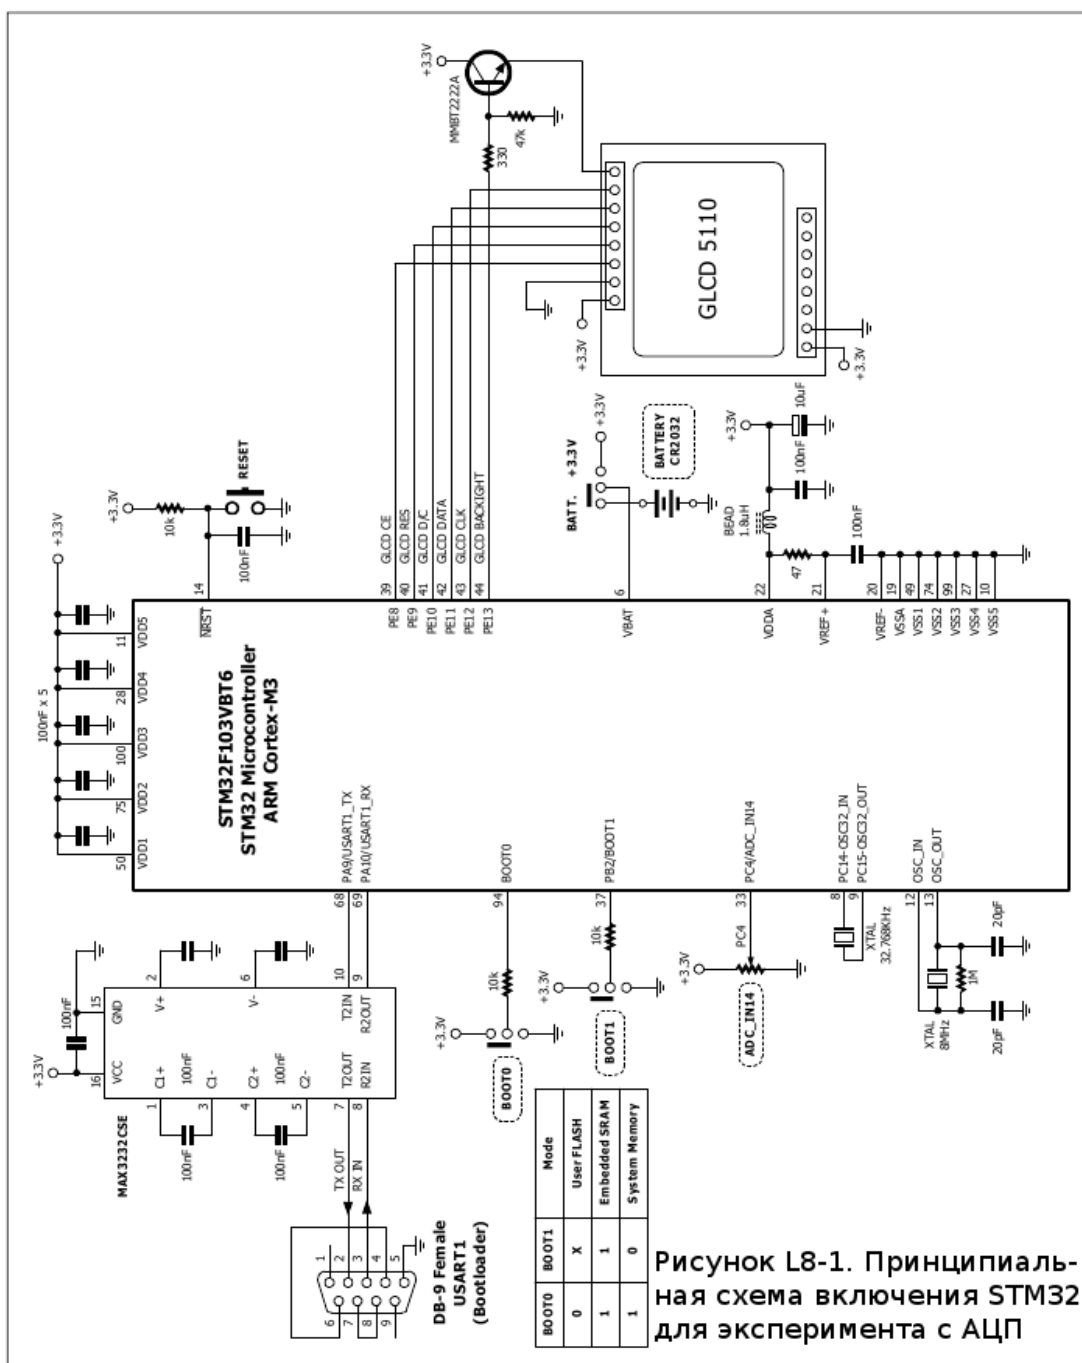 +3.3V
MMBT2222A
47k
330
GLCD 5110
+3.3V
+3.3V
+3.3V
10k
RESET
100nF
14
NRST
39 GLCD CE
40 GLCD RES
41 GLCD D/C
42 GLCD DATA
43 GLCD CLK
44 GLCD BACKIGHT
PE8
PE9
PE10
PE11
PE12
PE13
BATT. +3.3V
+3.3V
BATTERY
CR2032
6
VBAT
+3.3V
10uF
100nF
BEAD
1.8uH
100nF
47
22
VDDA
21
VREF+
20
VREF-
19
VSSA
49
VSS1
74
VSS2
99
VSS3
27
VSS4
10
VSS5
+3.3V
100nF x 5
11
VDD5
28
VDD4
100
VDD3
75
VDD2
50
VDD1
STM32F103VBT6
STM32 Microcontroller
ARM Cortex-M3
PA9/USART1_TX
PA10/USART1_RX
68
69
BOOT0
94
PB2/BOOT1
37
PC4/ADC_IN14
33
PC4
PC14-OSC32_IN
PC15-OSC32_OUT
8
9
XTAL
32.768KHz
OSC_IN
OSC_OUT
12
13
XTAL
8MHz
1M
20pF
20pF
+3.3V
ADC_IN14
10k
+3.3V
BOOT1
10k
+3.3V
BOOT0
+3.3V
100nF
16
VCC
15
GND
2
V+
6
V-
10
T2IN
9
R2OUT
1
C1+
100nF
3
C1-
4
C2+
100nF
5
C2-
7
T2OUT
8
R2IN
100nF
100nF
MAX3232CSE
TX OUT
RX IN
1
2
3
4
5
6
7
8
9
DB-9 Female
USART1
(Bootloader)
BOOT0 BOOT1 Mode
0 X User FLASH
1 1 Embedded SRAM
1 0 System Memory
Рисунок L8-1. Принципиаль-
ная схема включения STM32
для эксперимента с АЦП